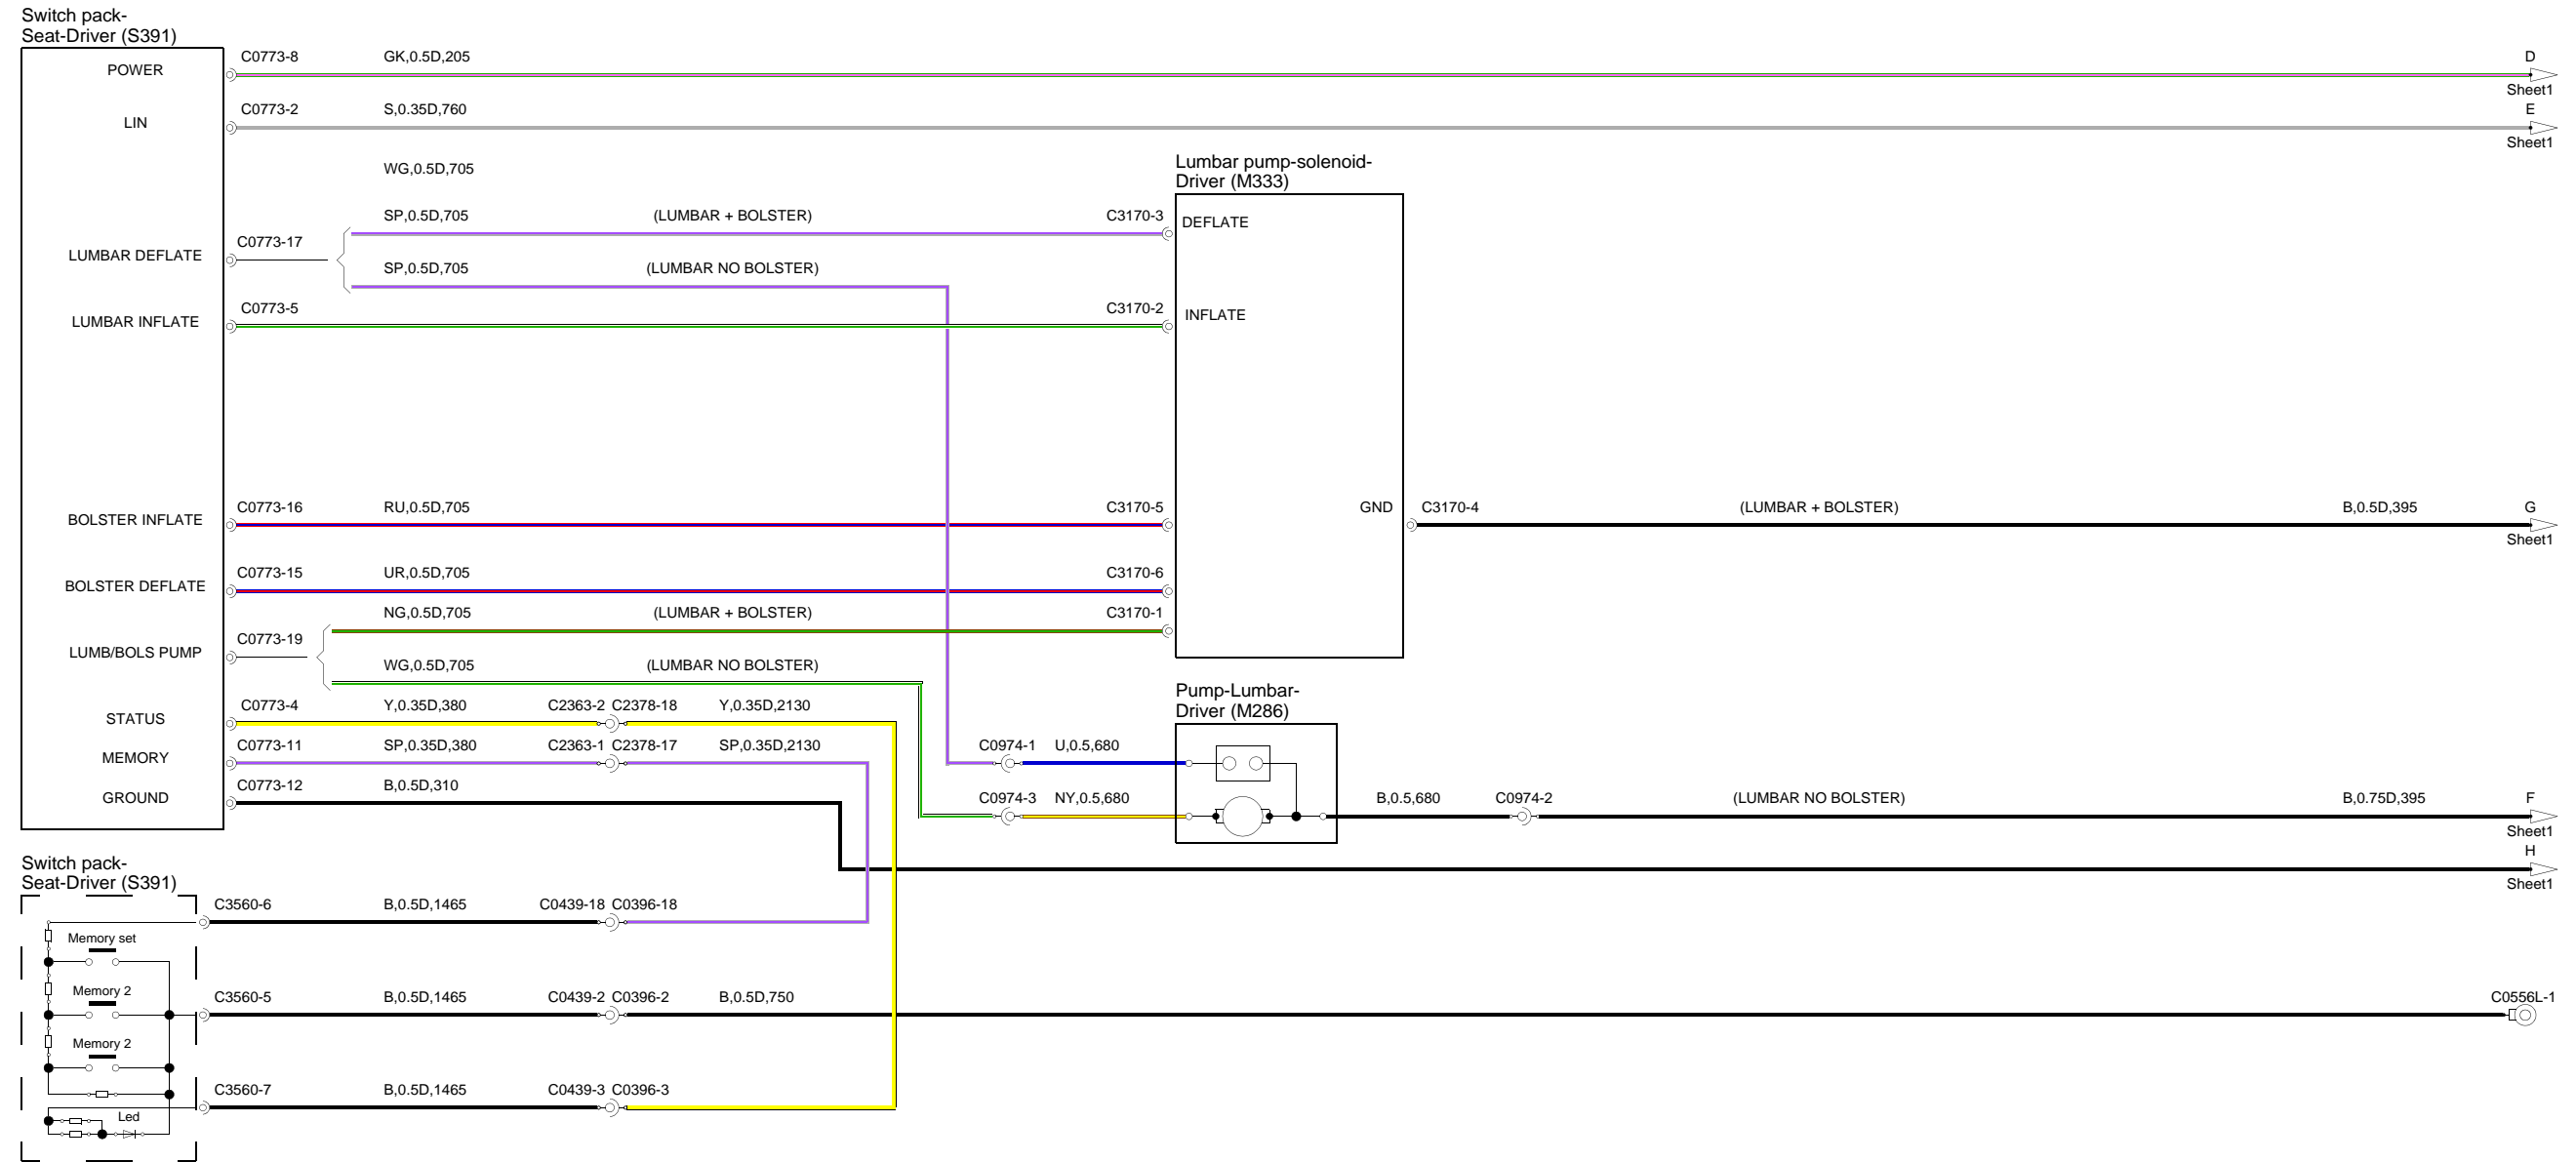 Switch pack-
Seat-Driver (S391)
POWER
C0773-8
GK,0.5D,205
D
Sheet1
LIN
C0773-2
S,0.35D,760
E
Sheet1
WG,0.5D,705
Lumbar pump-solenoid-
Driver (M333)
SP,0.5D,705
(LUMBAR + BOLSTER)
C3170-3
DEFLATE
LUMBAR DEFLATE
C0773-17
SP,0.5D,705
(LUMBAR NO BOLSTER)
LUMBAR INFLATE
C0773-5
C3170-2
INFLATE
BOLSTER INFLATE
C0773-16
RU,0.5D,705
C3170-5
GND
C3170-4
(LUMBAR + BOLSTER)
B,0.5D,395
G
Sheet1
BOLSTER DEFLATE
C0773-15
UR,0.5D,705
C3170-6
NG,0.5D,705
(LUMBAR + BOLSTER)
C3170-1
LUMB/BOLS PUMP
C0773-19
WG,0.5D,705
(LUMBAR NO BOLSTER)
Pump-Lumbar-
Driver (M286)
STATUS
C0773-4
Y,0.35D,380
C2363-2
C2378-18
Y,0.35D,2130
MEMORY
C0773-11
SP,0.35D,380
C2363-1
C2378-17
SP,0.35D,2130
C0974-1
U,0.5,680
GROUND
C0773-12
B,0.5D,310
C0974-3
NY,0.5,680
B,0.5,680
C0974-2
(LUMBAR NO BOLSTER)
B,0.75D,395
F
Sheet1
H
Sheet1
Switch pack-
Seat-Driver (S391)
C3560-6
B,0.5D,1465
C0439-18
C0396-18
Memory set
Memory 2
C3560-5
B,0.5D,1465
C0439-2
C0396-2
B,0.5D,750
C0556L-1
Memory 2
C3560-7
B,0.5D,1465
C0439-3
C0396-3
Led